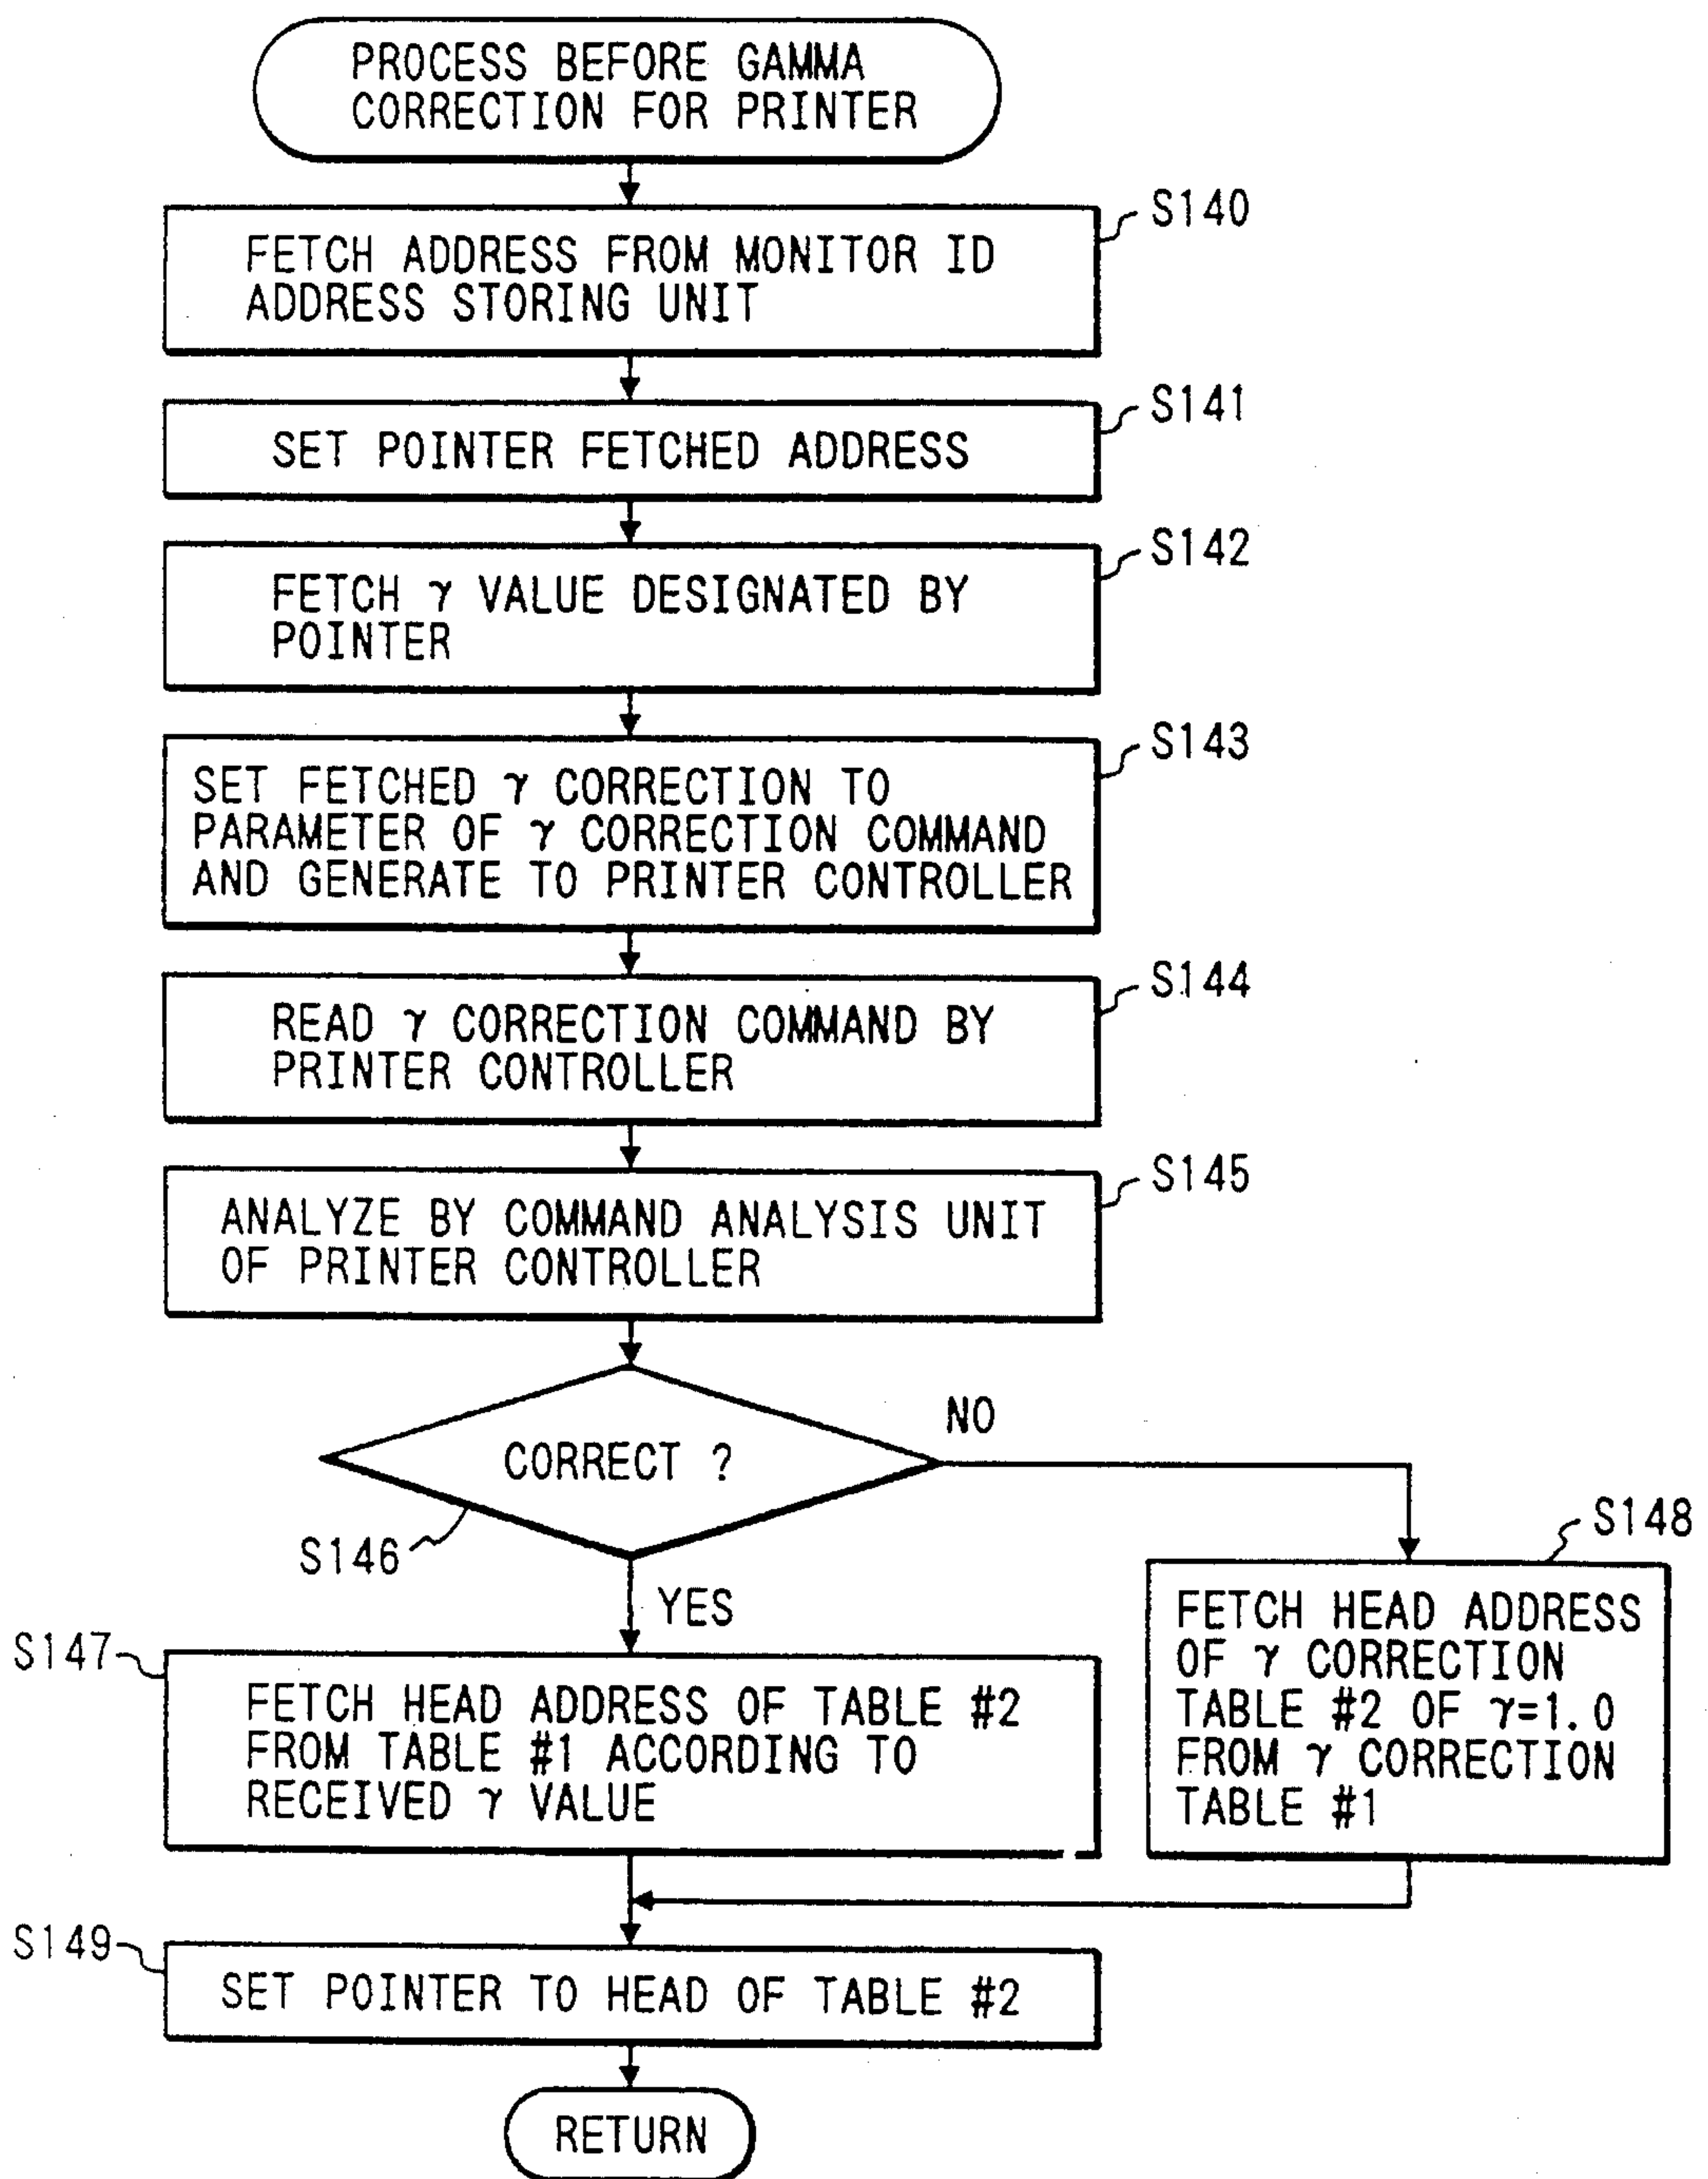 PROCESS BEFORE GAMMA
CORRECTION FOR PRINTER
S140
FETCH ADDRESS FROM MONITOR ID
ADDRESS STORING UNIT
S141
SET POINTER FETCHED ADDRESS
S142
FETCH γ VALUE DESIGNATED BY
POINTER
S143
SET FETCHED γ CORRECTION TO
PARAMETER OF γ CORRECTION COMMAND
AND GENERATE TO PRINTER CONTROLLER
S144
READ γ CORRECTION COMMAND BY
PRINTER CONTROLLER
S145
ANALYZE BY COMMAND ANALYSIS UNIT
OF PRINTER CONTROLLER
NO
CORRECT ?
S146
YES
S148
FETCH HEAD ADDRESS
OF γ CORRECTION
TABLE #2 OF γ=1.0
FROM γ CORRECTION
TABLE #1
S147
FETCH HEAD ADDRESS OF TABLE #2
FROM TABLE #1 ACCORDING TO
RECEIVED γ VALUE
S149
SET POINTER TO HEAD OF TABLE #2
RETURN